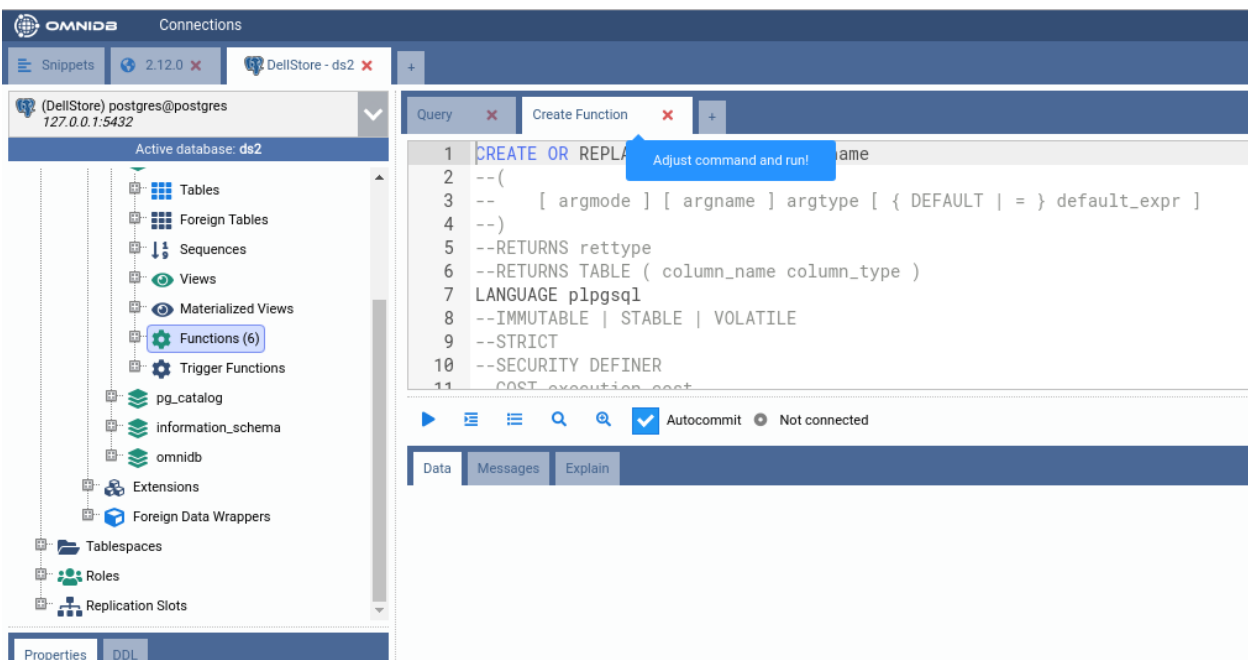 OMNIDB Connections
Snippets 2.12.0 DellStore - ds2 +
(DellStore) postgres@postgres
127.0.0.1:5432
Active database: ds2
Tables
Foreign Tables
Sequences
Views
Materialized Views
Functions (6)
Trigger Functions
pg_catalog
information_schema
omnidb
Extensions
Foreign Data Wrappers
Tablespaces
Roles
Replication Slots
Properties DDL
Query Create Function +
Adjust command and run!
1 CREATE OR REPLA ame
2 --(
3 -- [ argmode ] [ argname ] argtype [ { DEFAULT | = } default_expr ]
4 --)
5 --RETURNS rettype
6 --RETURNS TABLE ( column_name column_type )
7 LANGUAGE plpgsql
8 --IMMUTABLE | STABLE | VOLATILE
9 --STRICT
10 --SECURITY DEFINER
11 --COST execution_cost
Autocommit Not connected
Data Messages Explain